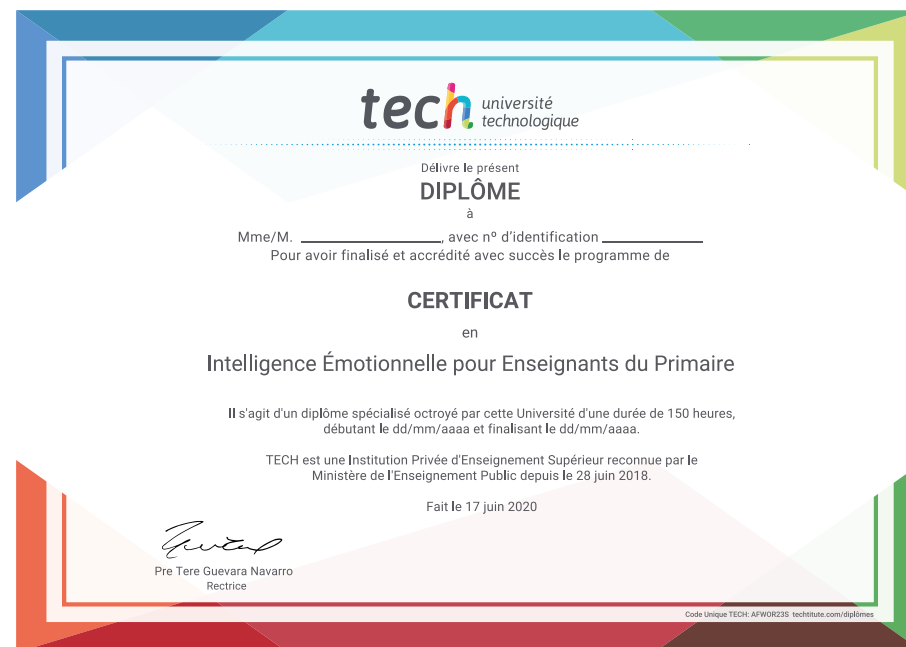 tech université
technologique
Délivre le présent
DIPLÔME
à
Mme/M. ____________________, avec nº d'identification ______________
Pour avoir finalisé et accrédité avec succès le programme de
CERTIFICAT
en
Intelligence Émotionnelle pour Enseignants du Primaire
Il s'agit d'un diplôme spécialisé octroyé par cette Université d'une durée de 150 heures,
débutant le dd/mm/aaaa et finalisant le dd/mm/aaaa.
TECH est une Institution Privée d'Enseignement Supérieur reconnue par le
Ministère de l'Enseignement Public depuis le 28 juin 2018.
Fait le 17 juin 2020
Pre Tere Guevara Navarro
Rectrice
Code Unique TECH: AFWOR23S techtitute.com/diplômes